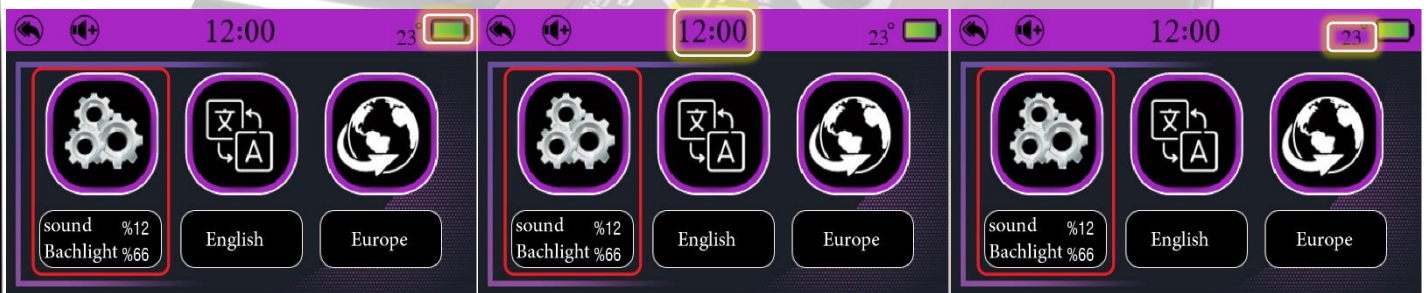 12:00 23°
sound %12
Bachlight %66
English
Europe
12:00 23°
sound %12
Bachlight %66
English
Europe
12:00 23°
sound %12
Bachlight %66
English
Europe